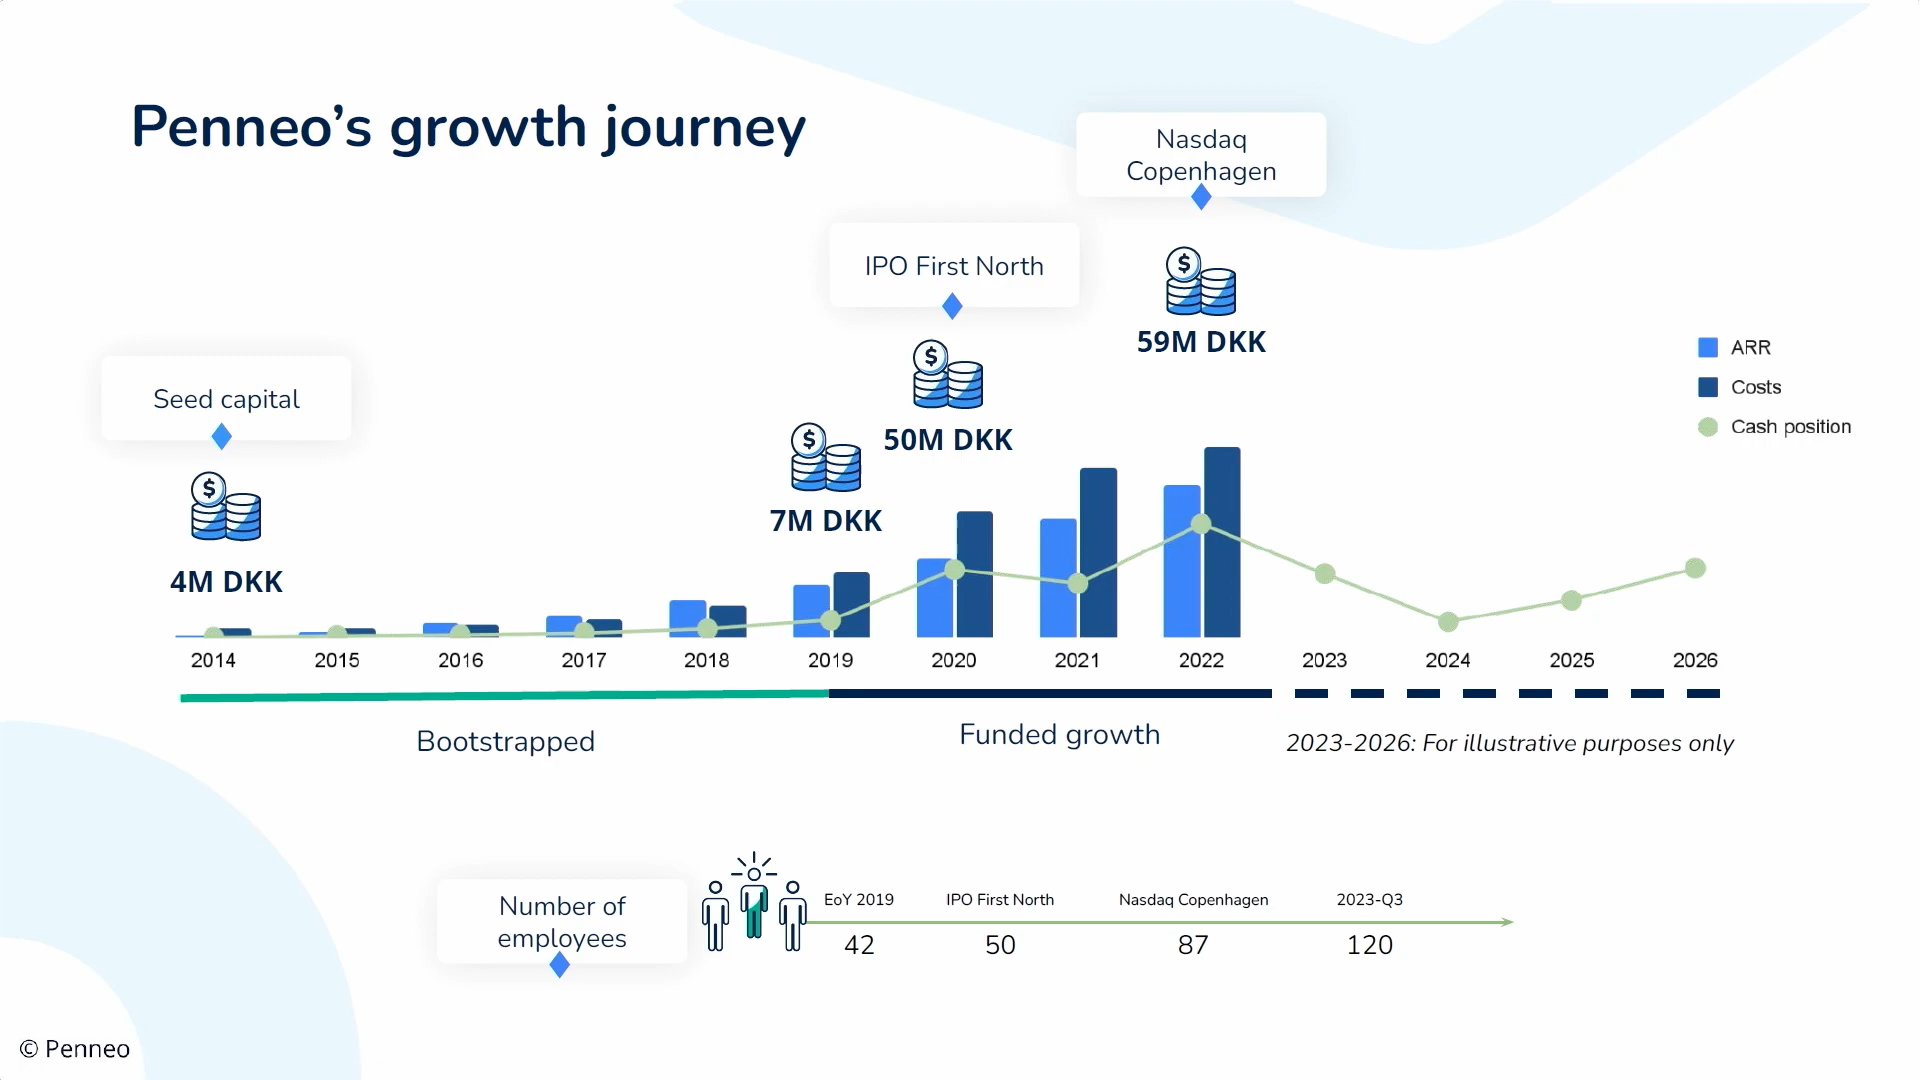 Penneo’s growth journey
Nasdaq
Copenhagen
IPO First North
59M DKK
ARR
Costs
Cash position
Seed capital
50M DKK
7M DKK
4M DKK
2014 2015 2016 2017 2018 2019 2020 2021 2022 2023 2024 2025 2026
Bootstrapped
Funded growth
2023-2026: For illustrative purposes only
Number of
employees
EoY 2019 IPO First North Nasdaq Copenhagen 2023-Q3
42 50 87 120
© Penneo